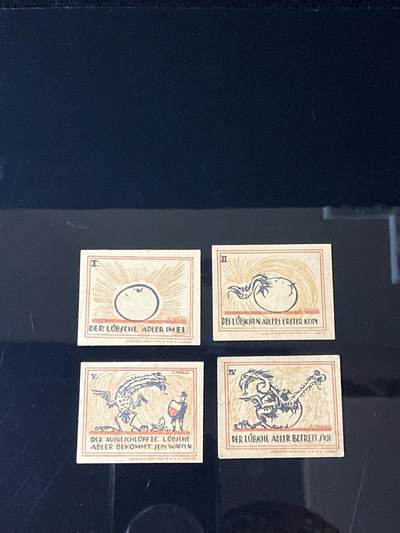 I
DER LÜBSCHE ADLER IM EI
II
DES LÜBSCHEN ADLERS ERSTER KOPF
V.
DER AUSGESCHLÜPFTE LÜBSCHE
ADLER BEKOMMT SEIN WAPPEN
IV
DER LÜBSCHE ADLER BEFREIT SICH